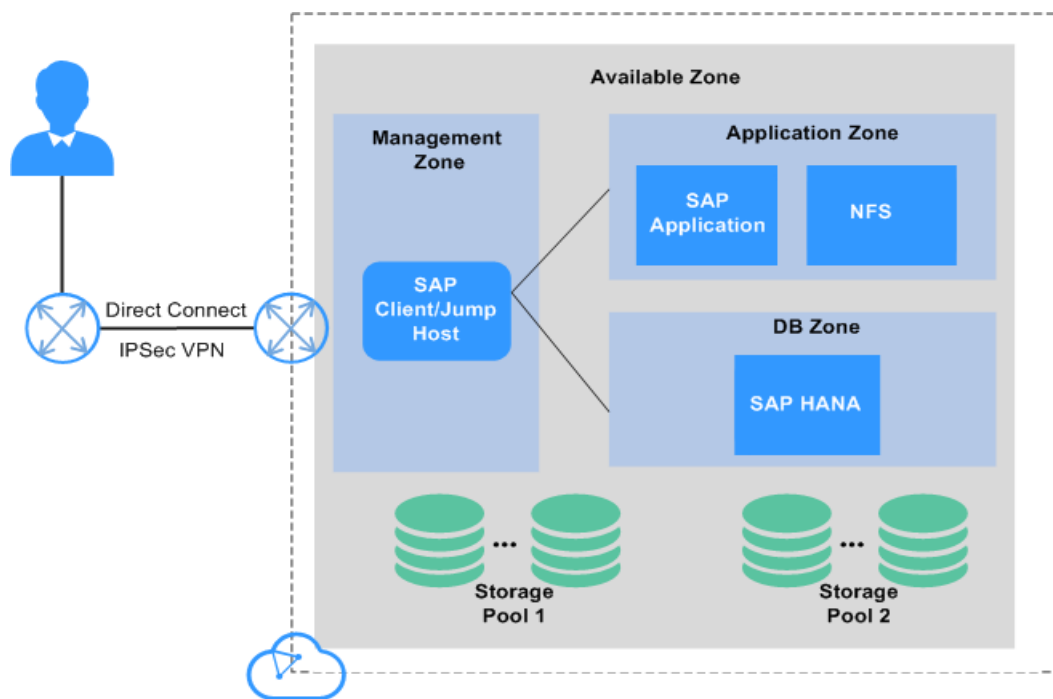 Available Zone
Management
Zone
Application Zone
SAP
Application
NFS
SAP
Client/Jump
Host
Direct Connect
IPSec VPN
DB Zone
SAP HANA
...
...
Storage
Pool 1
Storage
Pool 2